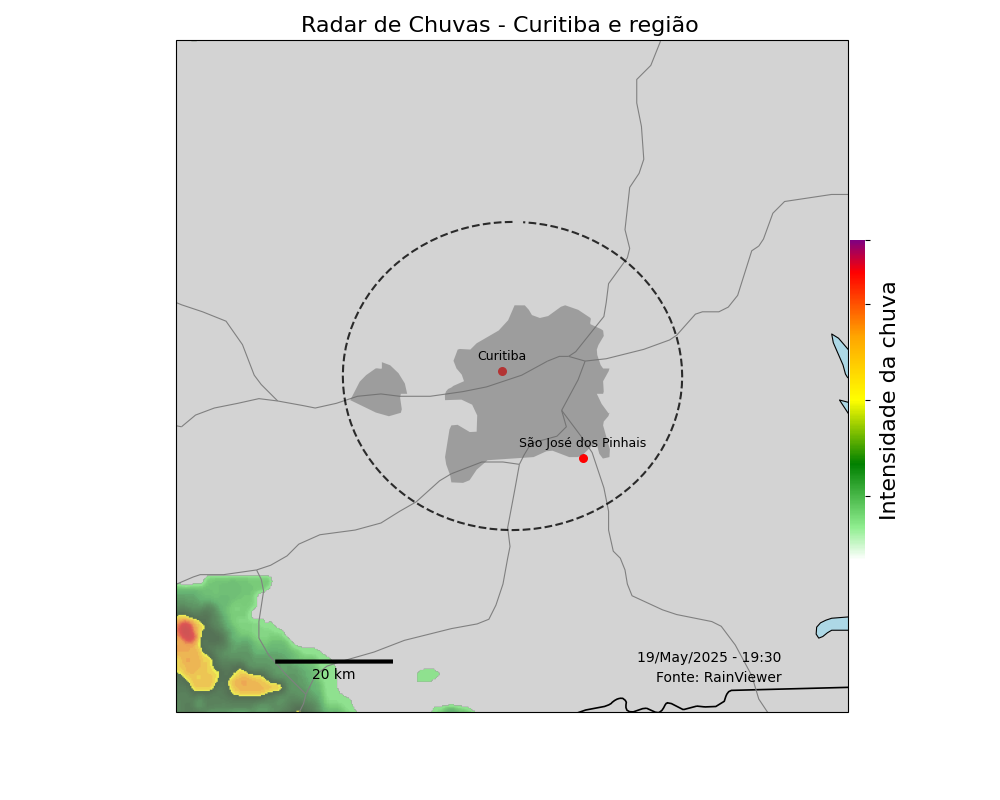 Radar de Chuvas - Curitiba e região
Curitiba
São José dos Pinhais
Intensidade da chuva
20 km
19/May/2025 - 19:30
Fonte: RainViewer